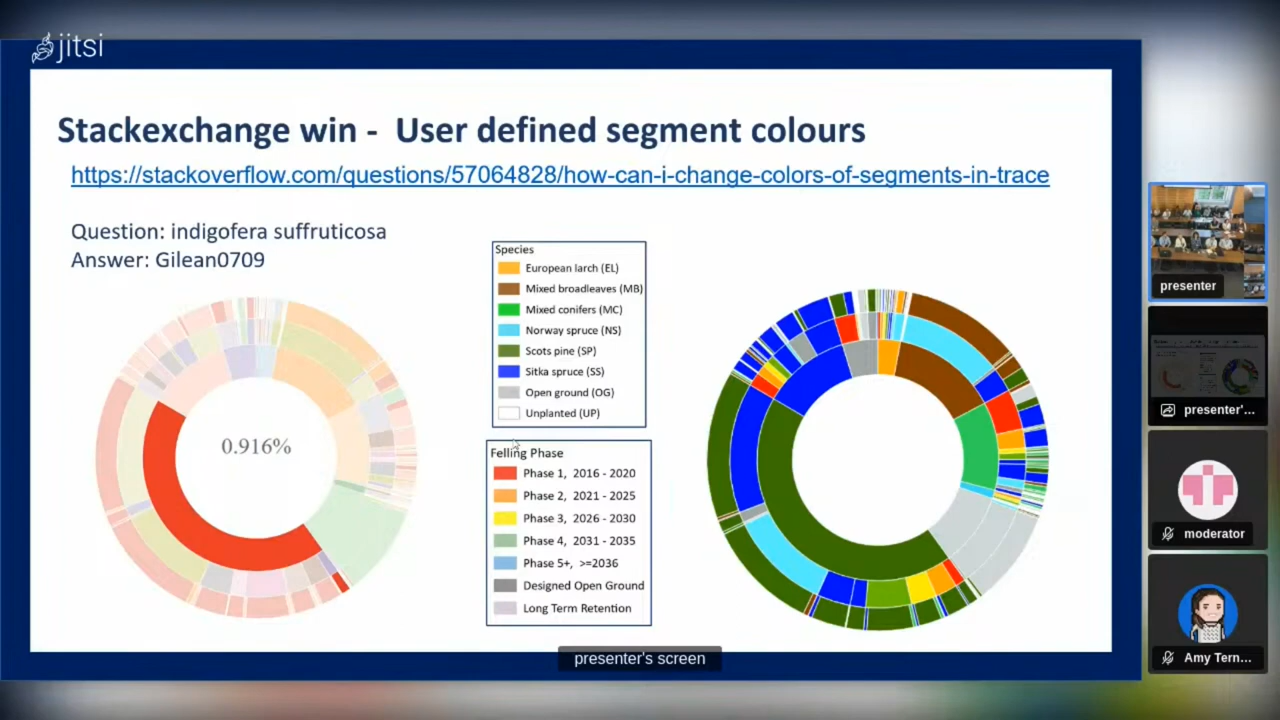 jitsi
Stackexchange win - User defined segment colours
https://stackoverflow.com/questions/57064828/how-can-i-change-colors-of-segments-in-trace
Question: indigofera suffruticosa
Answer: Gilean0709
0.916%
Species
European larch (EL)
Mixed broadleaves (MB)
Mixed conifers (MC)
Norway spruce (NS)
Scots pine (SP)
Sitka spruce (SS)
Open ground (OG)
Unplanted (UP)
Felling Phase
Phase 1, 2016 - 2020
Phase 2, 2021 - 2025
Phase 3, 2026 - 2030
Phase 4, 2031 - 2035
Phase 5+, >=2036
Designed Open Ground
Long Term Retention
presenter's screen
presenter
presenter'...
moderator
Amy Tern...